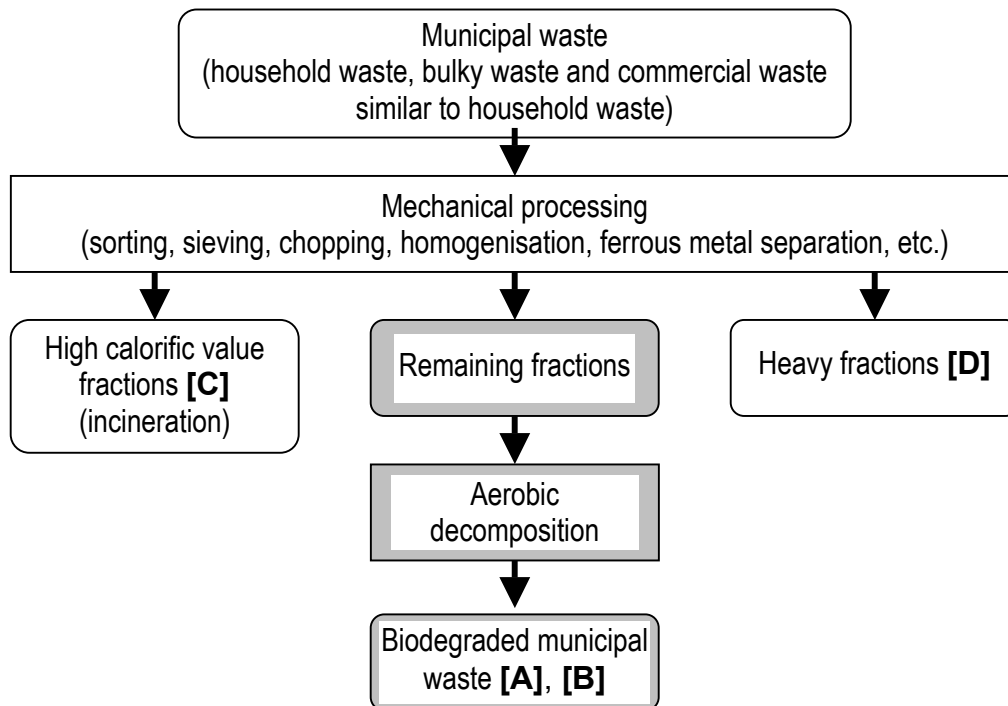 Municipal waste
(household waste, bulky waste and commercial waste
similar to household waste)
Mechanical processing
(sorting, sieving, chopping, homogenisation, ferrous metal separation, etc.)
High calorific value
fractions [C]
(incineration)
Remaining fractions
Heavy fractions [D]
Aerobic
decomposition
Biodegraded municipal
waste [A], [B]